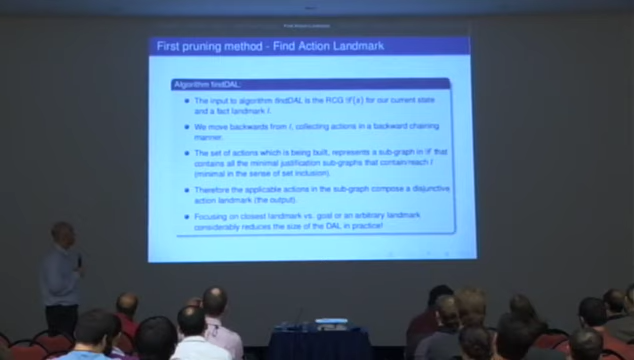 Find Action Landmark
First pruning method - Find Action Landmark
Algorithm findDAL:
The input to algorithm findDAL is the RCG for our current state
and a fact landmark l.
We move backwards from l, collecting actions in a backward chaining
manner.
The set of actions which is being built, represents a sub-graph in that
contains all the minimal justification sub-graphs that contain/reach l
(minimal in the sense of set inclusion).
Therefore the applicable actions in the sub-graph compose a disjunctive
action landmark (the output).
Focusing on closest landmark vs. goal or an arbitrary landmark
considerably reduces the size of the DAL in practice!